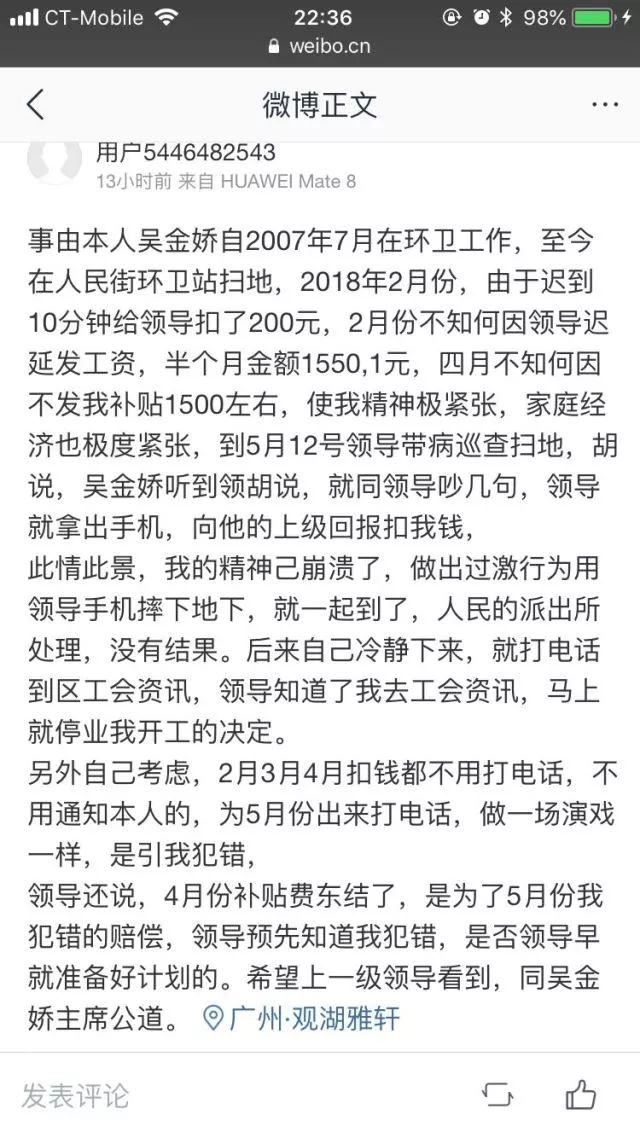 CT-Mobile 22:36 98%
weibo.cn
微博正文
用户5446482543
13小时前 来自 HUAWEI Mate 8
事由本人吴金娇自2007年7月在环卫工作，至今
在人民街环卫站扫地，2018年2月份，由于迟到
10分钟给领导扣了200元，2月份不知何因领导迟
延发工资，半个月金额1550,1元，四月不知何因
不发我补贴1500左右，使我精神极紧张，家庭经
济也极度紧张，到5月12号领导带病巡查扫地，胡
说，吴金娇听到领胡说，就同领导吵几句，领导
就拿出手机，向他的上级回报扣我钱，
此情此景，我的精神己崩溃了，做出过激行为用
领导手机摔下地下，就一起到了，人民的派出所
处理，没有结果。后来自己冷静下来，就打电话
到区工会资讯，领导知道了我去工会资讯，马上
就停业我开工的决定。
另外自己考虑，2月3月4月扣钱都不用打电话，不
用通知本人的，为5月份出来打电话，做一场演戏
一样，是引我犯错，
领导还说，4月份补贴费东结了，是为了5月份我
犯错的赔偿，领导预先知道我犯错，是否领导早
就准备好计划的。希望上一级领导看到，同吴金
娇主席公道。 广州·观湖雅轩
发表评论